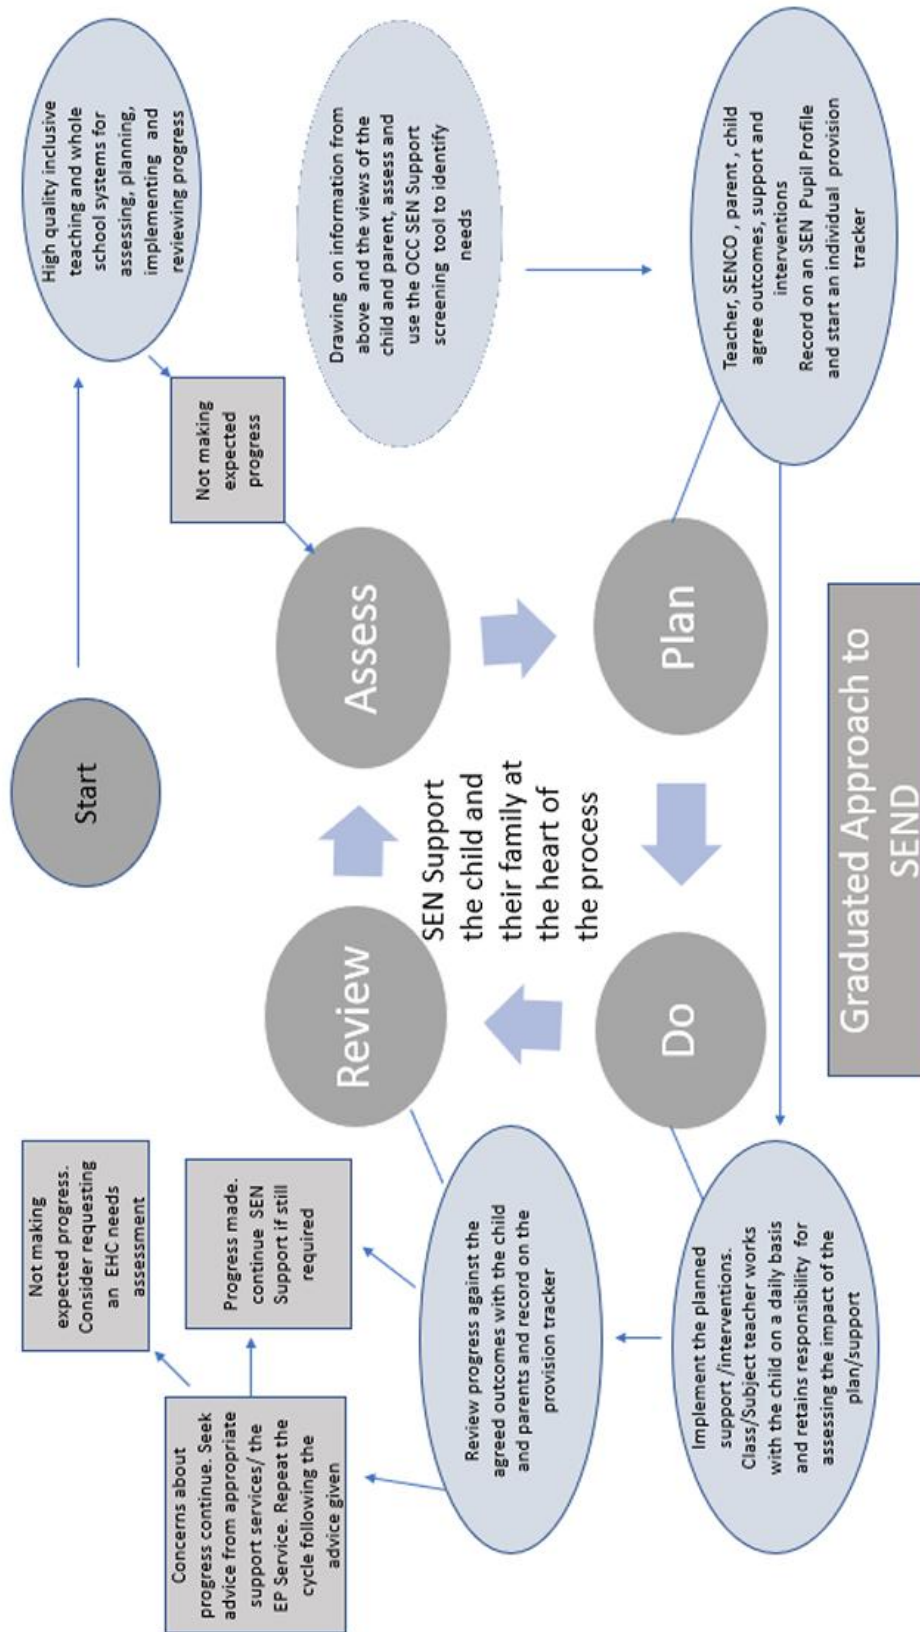 Start
High quality inclusive
teaching and whole
school systems for
assessing, planning,
implementing and
reviewing progress
Not making
expected
progress
Assess
Drawing on information from
above and the views of the
child and parent, assess and
use the OCC SEN Support
screening tool to identify
needs
Plan
Teacher, SENCO, parent, child
agree outcomes, support and
interventions
Record on an SEN Pupil Profile
and start an individual provision
tracker
Do
Implement the planned
support /interventions.
Class/Subject teacher works
with the child on a daily basis
and retains responsibility for
assessing the impact of the
plan/support
Review
Review progress against the
agreed outcomes with the child
and parents and record on the
provision tracker
Progress made.
continue SEN
Support if still
required
Concerns about
progress continue. Seek
advice from appropriate
support services/ the
EP Service. Repeat the
cycle following the
advice given
Not making
expected progress.
Consider requesting
an EHC needs
assessment
SEN Support
the child and
their family at
the heart of
the process
Graduated Approach to
SEND